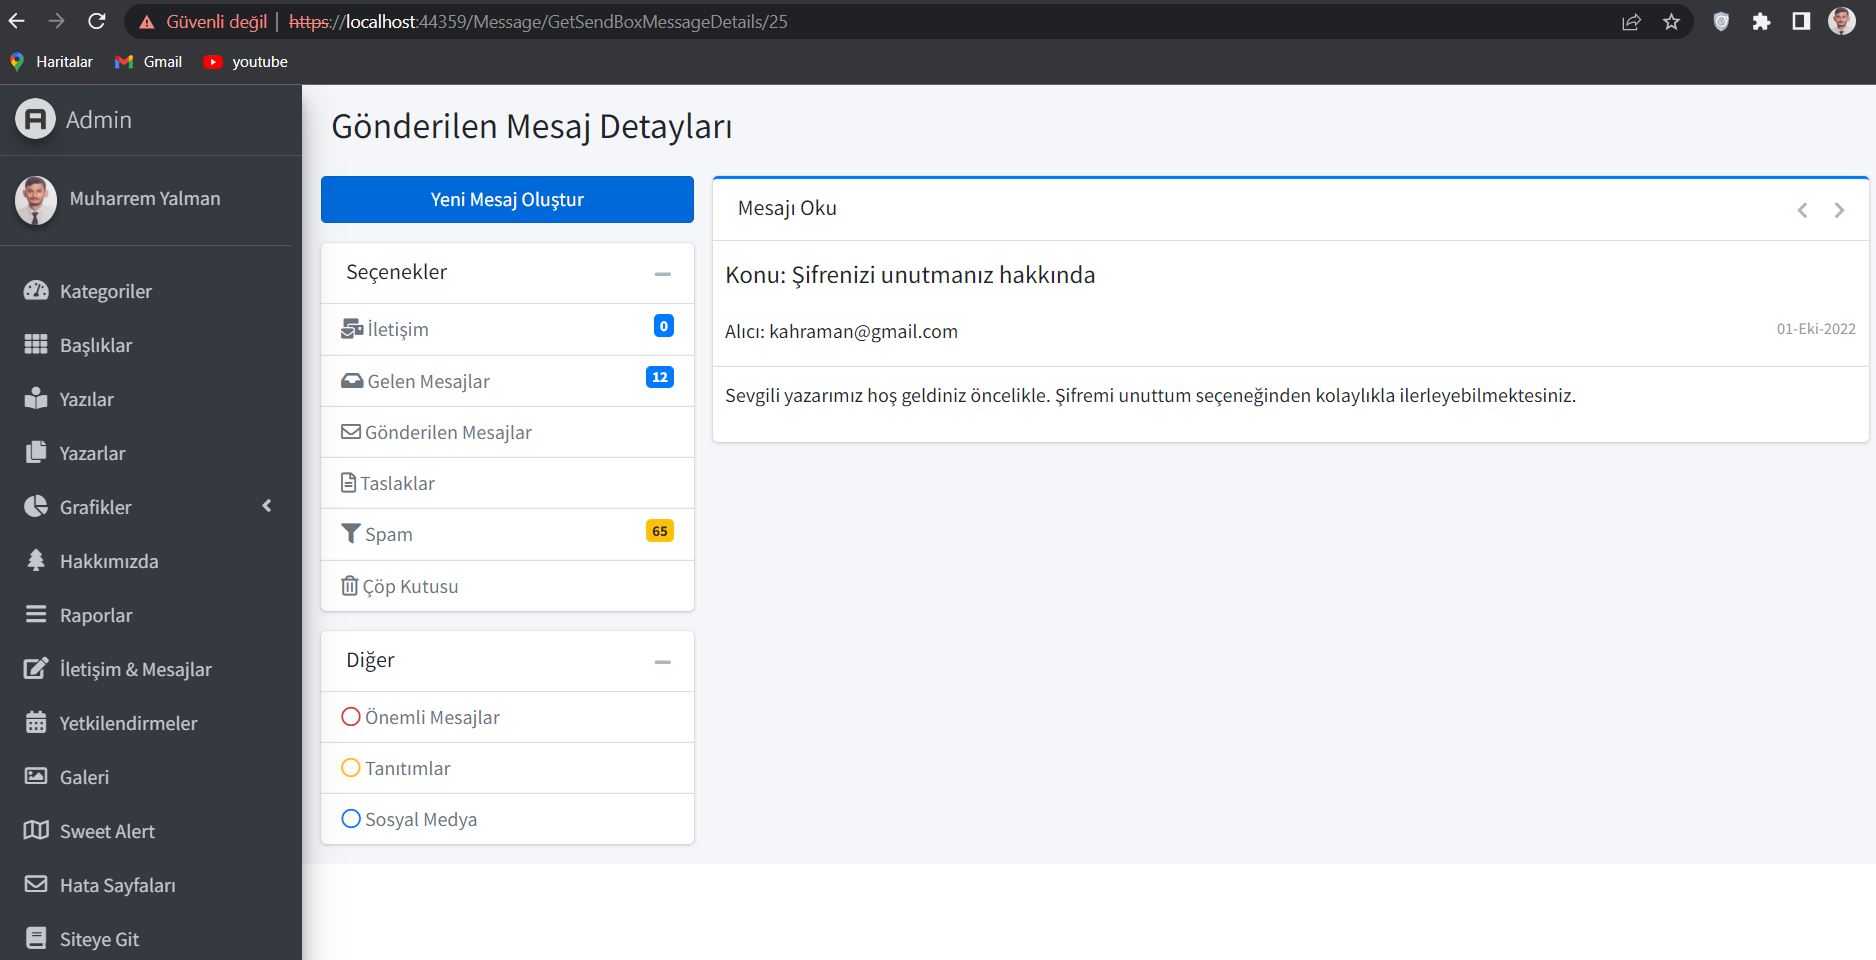 Güvenli değil | https://localhost:44359/Message/GetSendBoxMessageDetails/25
Haritalar Gmail youtube
Admin
Muharrem Yalman
Kategoriler
Başlıklar
Yazılar
Yazarlar
Grafikler
Hakkımızda
Raporlar
İletişim & Mesajlar
Yetkilendirmeler
Galeri
Sweet Alert
Hata Sayfaları
Siteye Git
Gönderilen Mesaj Detayları
Yeni Mesaj Oluştur
Seçenekler
İletişim 0
Gelen Mesajlar 12
Gönderilen Mesajlar
Taslaklar
Spam 65
Çöp Kutusu
Diğer
Önemli Mesajlar
Tanıtımlar
Sosyal Medya
Mesajı Oku
Konu: Şifrenizi unutmanız hakkında
Alıcı: kahraman@gmail.com 01-Eki-2022
Sevgili yazarımız hoş geldiniz öncelikle. Şifremi unuttum seçeneğinden kolaylıkla ilerleyebilmektesiniz.